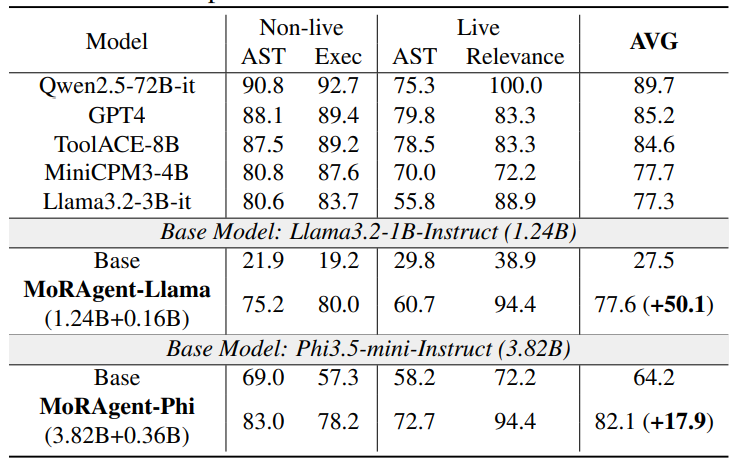 Model Non-live Live AVG
AST Exec AST Relevance
Qwen2.5-72B-it 90.8 92.7 75.3 100.0 89.7
GPT4 88.1 89.4 79.8 83.3 85.2
ToolACE-8B 87.5 89.2 78.5 83.3 84.6
MiniCPM3-4B 80.8 87.6 70.0 72.2 77.7
Llama3.2-3B-it 80.6 83.7 55.8 88.9 77.3
Base Model: Llama3.2-1B-Instruct (1.24B)
Base 21.9 19.2 29.8 38.9 27.5
MoRAgent-Llama
(1.24B+0.16B) 75.2 80.0 60.7 94.4 77.6 (+50.1)
Base Model: Phi3.5-mini-Instruct (3.82B)
Base 69.0 57.3 58.2 72.2 64.2
MoRAgent-Phi
(3.82B+0.36B) 83.0 78.2 72.7 94.4 82.1 (+17.9)